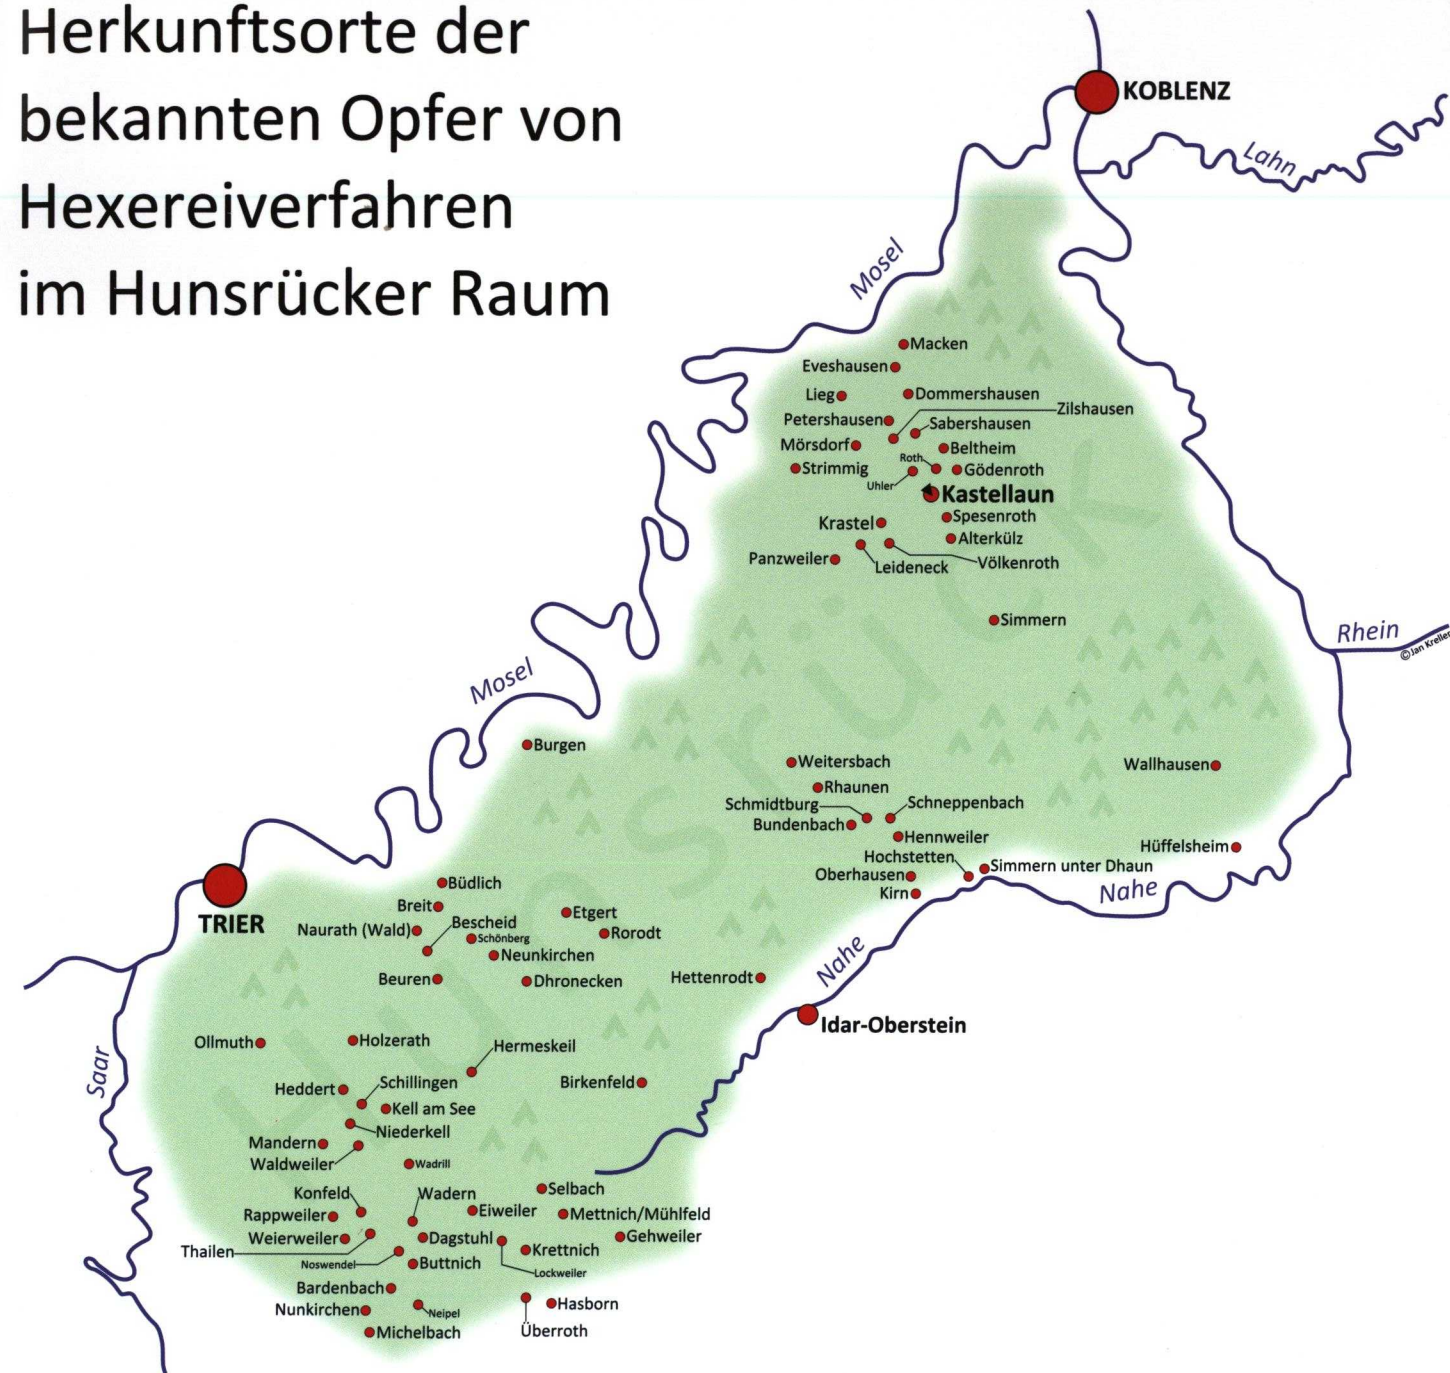 Herkunftsorte der
bekannten Opfer von
Hexereiverfahren
im Hunsrücker Raum
KOBLENZ
Lahn
Mosel
Macken
Eveshausen
Lieg
Dommershausen
Zilshausen
Petershausen
Sabershausen
Mörsdorf
Beltheim
Roth
Strimmig
Gödenroth
Uhler
Kastellaun
Spesenroth
Krastel
Alterkülz
Panzweiler
Leideneck
Völkenroth
Simmern
Rhein
©Jan Kreller
Mosel
Hunsrück
Burgen
Weitersbach
Wallhausen
Rhaunen
Schmidtburg
Schneppenbach
Bundenbach
Hennweiler
Hüffelsheim
Hochstetten
Simmern unter Dhaun
Oberhausen
Kirn
Nahe
TRIER
Büdlich
Breit
Etgert
Bescheid
Naurath (Wald)
Schönberg
Rorodt
Neunkirchen
Nahe
Beuren
Dhronecken
Hettenrodt
Idar-Oberstein
Ollmuth
Holzerath
Hermeskeil
Saar
Heddert
Schillingen
Birkenfeld
Kell am See
Niederkell
Mandern
Waldweiler
Wadrill
Konfeld
Wadern
Selbach
Rappweiler
Eiweiler
Mettnich/Mühlfeld
Weierweiler
Dagstuhl
Gehweiler
Thailen
Krettnich
Noswendel
Buttnich
Lockweiler
Bardenbach
Nunkirchen
Neipel
Hasborn
Michelbach
Überroth